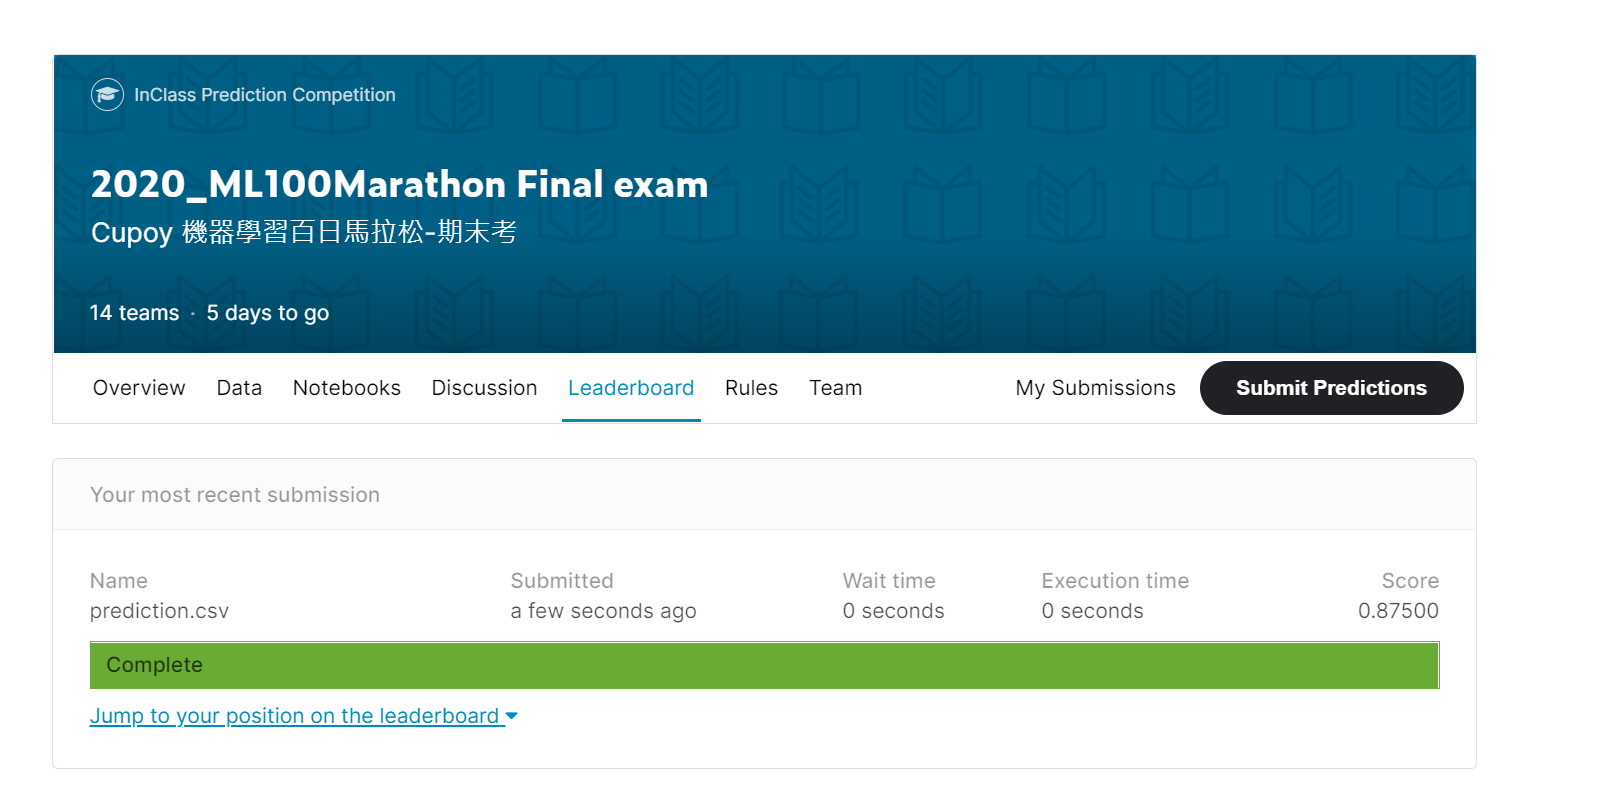 InClass Prediction Competition
2020_ML100Marathon Final exam
Cupoy 機器學習百日馬拉松-期末考
14 teams · 5 days to go
Overview Data Notebooks Discussion Leaderboard Rules Team My Submissions Submit Predictions
Your most recent submission
Name Submitted Wait time Execution time Score
prediction.csv a few seconds ago 0 seconds 0 seconds 0.87500
Complete
Jump to your position on the leaderboard